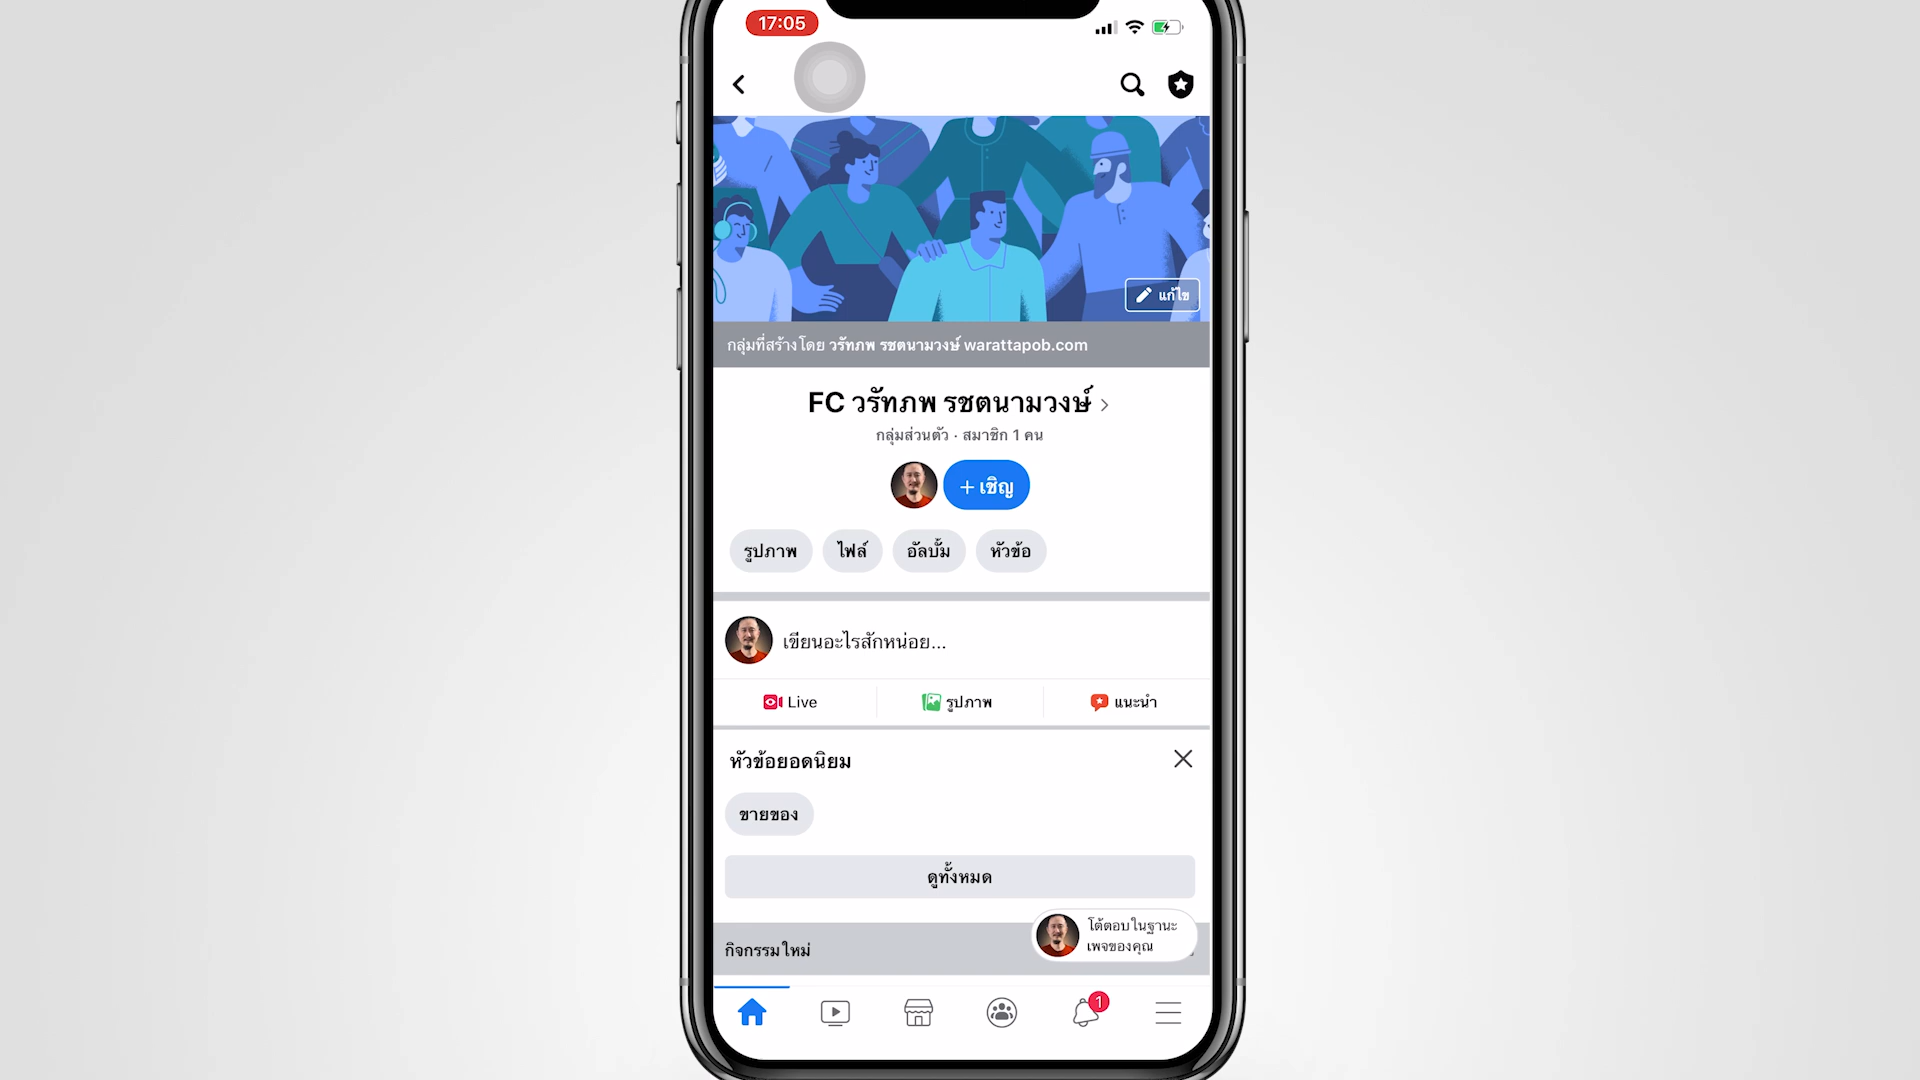 17:05
แก้ไข
กลุ่มที่สร้างโดย วรัทภพ รชตนามวงษ์ warattapob.com
FC วรัทภพ รชตนามวงษ์
กลุ่มส่วนตัว · สมาชิก 1 คน
+ เชิญ
รูปภาพ ไฟล์ อัลบั้ม หัวข้อ
เขียนอะไรสักหน่อย...
Live รูปภาพ แนะนำ
หัวข้อยอดนิยม
ขายของ
ดูทั้งหมด
กิจกรรมใหม่
โต้ตอบในฐานะ
เพจของคุณ
1